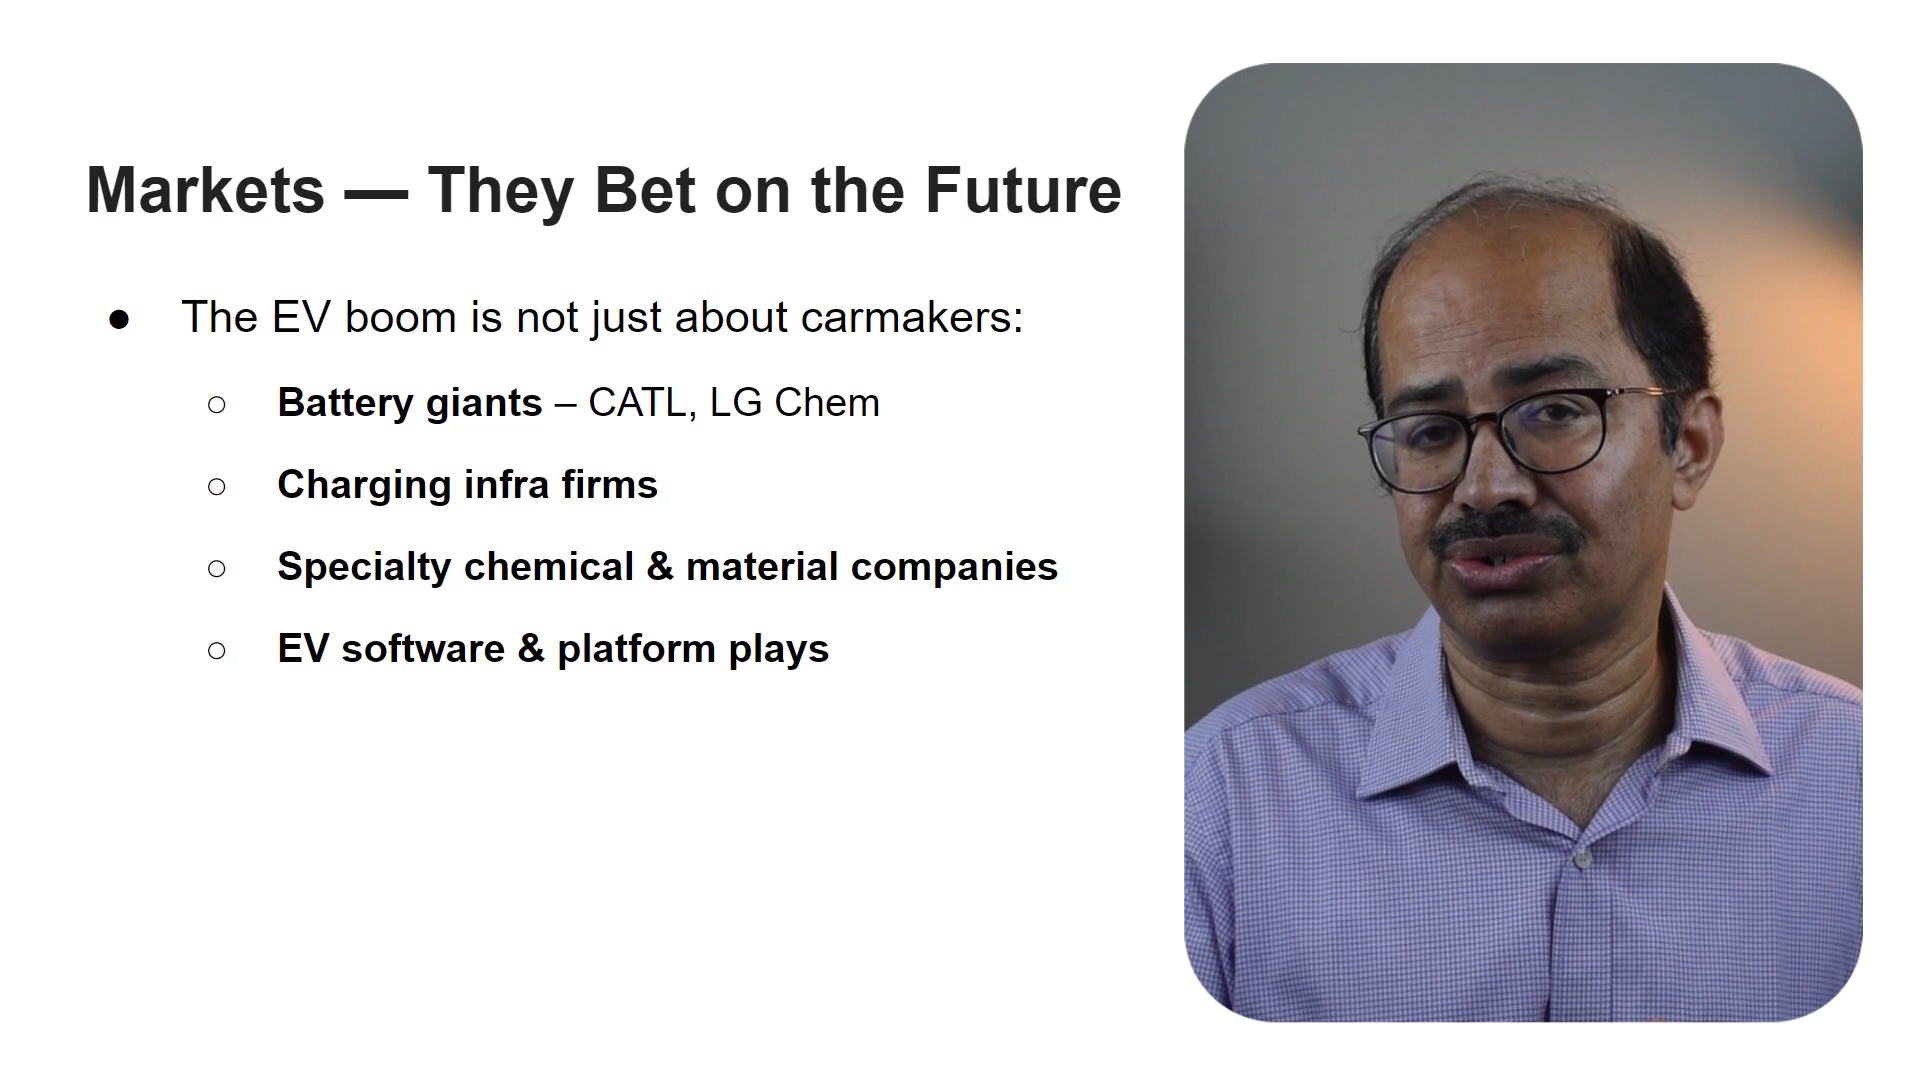 Markets — They Bet on the Future
● The EV boom is not just about carmakers:
○ Battery giants – CATL, LG Chem
○ Charging infra firms
○ Specialty chemical & material companies
○ EV software & platform plays